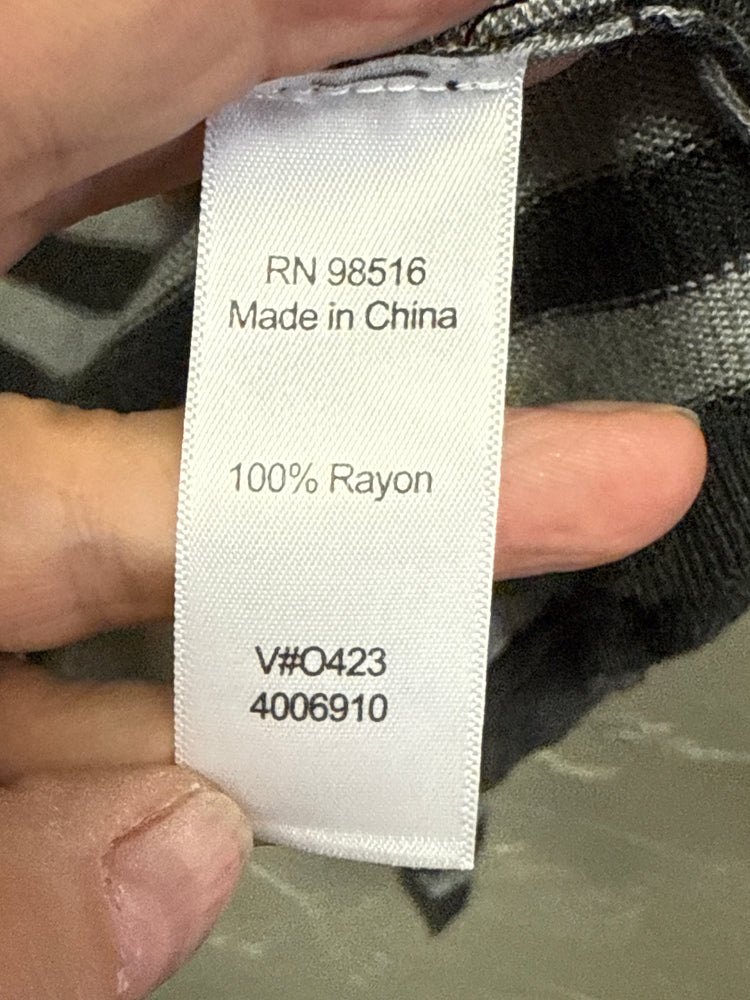 RN 98516
Made in China
100% Rayon
V#O423
4006910